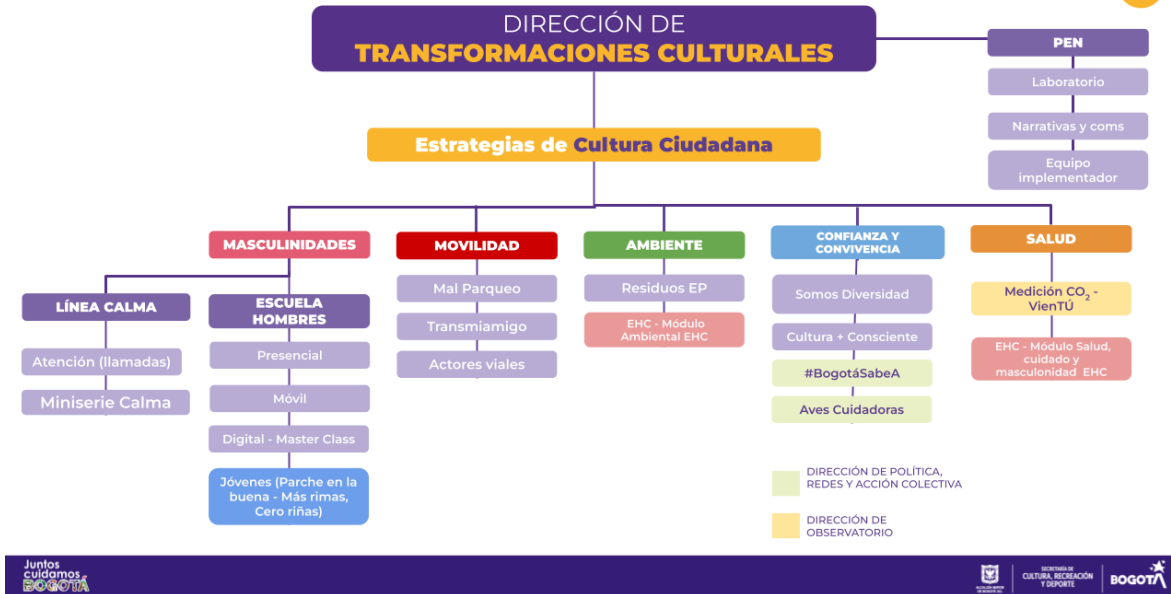 DIRECCIÓN DE
TRANSFORMACIONES CULTURALES
PEN
Laboratorio
Narrativas y coms
Equipo
implementador
Estrategias de Cultura Ciudadana
MASCULINIDADES
MOVILIDAD
AMBIENTE
CONFIANZA Y
CONVIVENCIA
SALUD
LÍNEA CALMA
Atención (llamadas)
Miniserie Calma
ESCUELA
HOMBRES
Presencial
Móvil
Digital - Master Class
Jóvenes (Parche en la
buena - Más rimas,
Cero riñas)
Mal Parqueo
Transmiamigo
Actores viales
Residuos EP
EHC - Módulo
Ambiental EHC
Somos Diversidad
Cultura + Consciente
#BogotáSabeA
Aves Cuidadoras
Medición CO₂ -
VienTÚ
EHC - Módulo Salud,
cuidado y
masculonidad EHC
DIRECCIÓN DE POLÍTICA,
REDES Y ACCIÓN COLECTIVA
DIRECCIÓN DE
OBSERVATORIO
Juntos
cuidamos
BOGOTÁ
ALCALDÍA MAYOR
DE BOGOTÁ D.C.
SECRETARÍA DE
CULTURA, RECREACIÓN
Y DEPORTE
BOGOTÁ